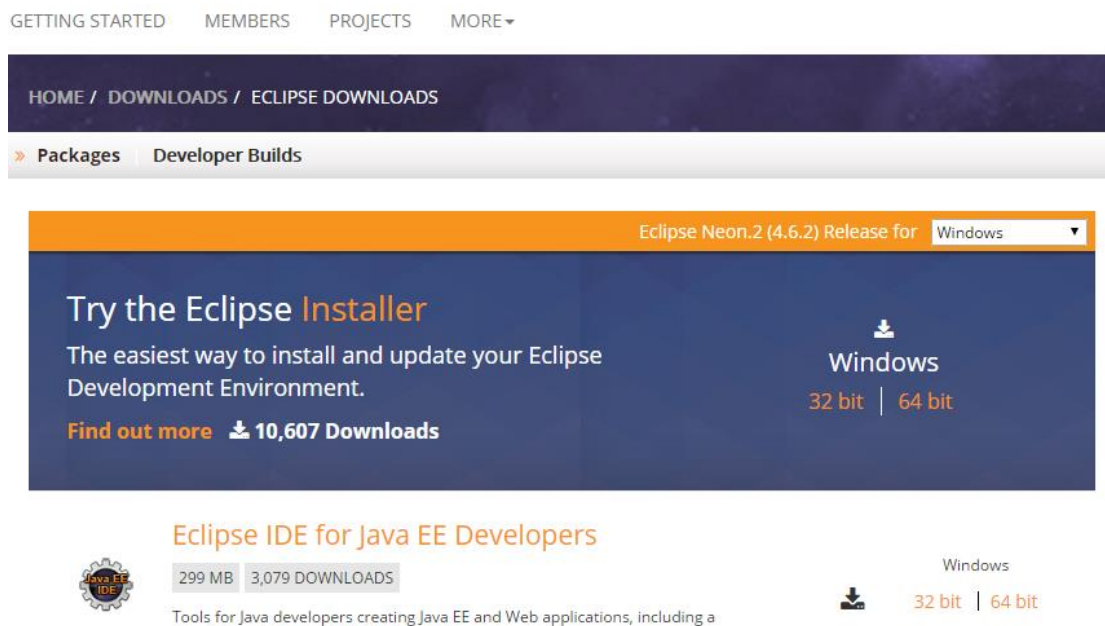 GETTING STARTED MEMBERS PROJECTS MORE
HOME / DOWNLOADS / ECLIPSE DOWNLOADS
» Packages Developer Builds
Eclipse Neon.2 (4.6.2) Release for Windows
Try the Eclipse Installer
The easiest way to install and update your Eclipse
Development Environment.
Find out more 10,607 Downloads
Windows
32 bit | 64 bit
Eclipse IDE for Java EE Developers
299 MB 3,079 DOWNLOADS
Tools for Java developers creating Java EE and Web applications, including a
Java EE
IDE
Windows
32 bit | 64 bit